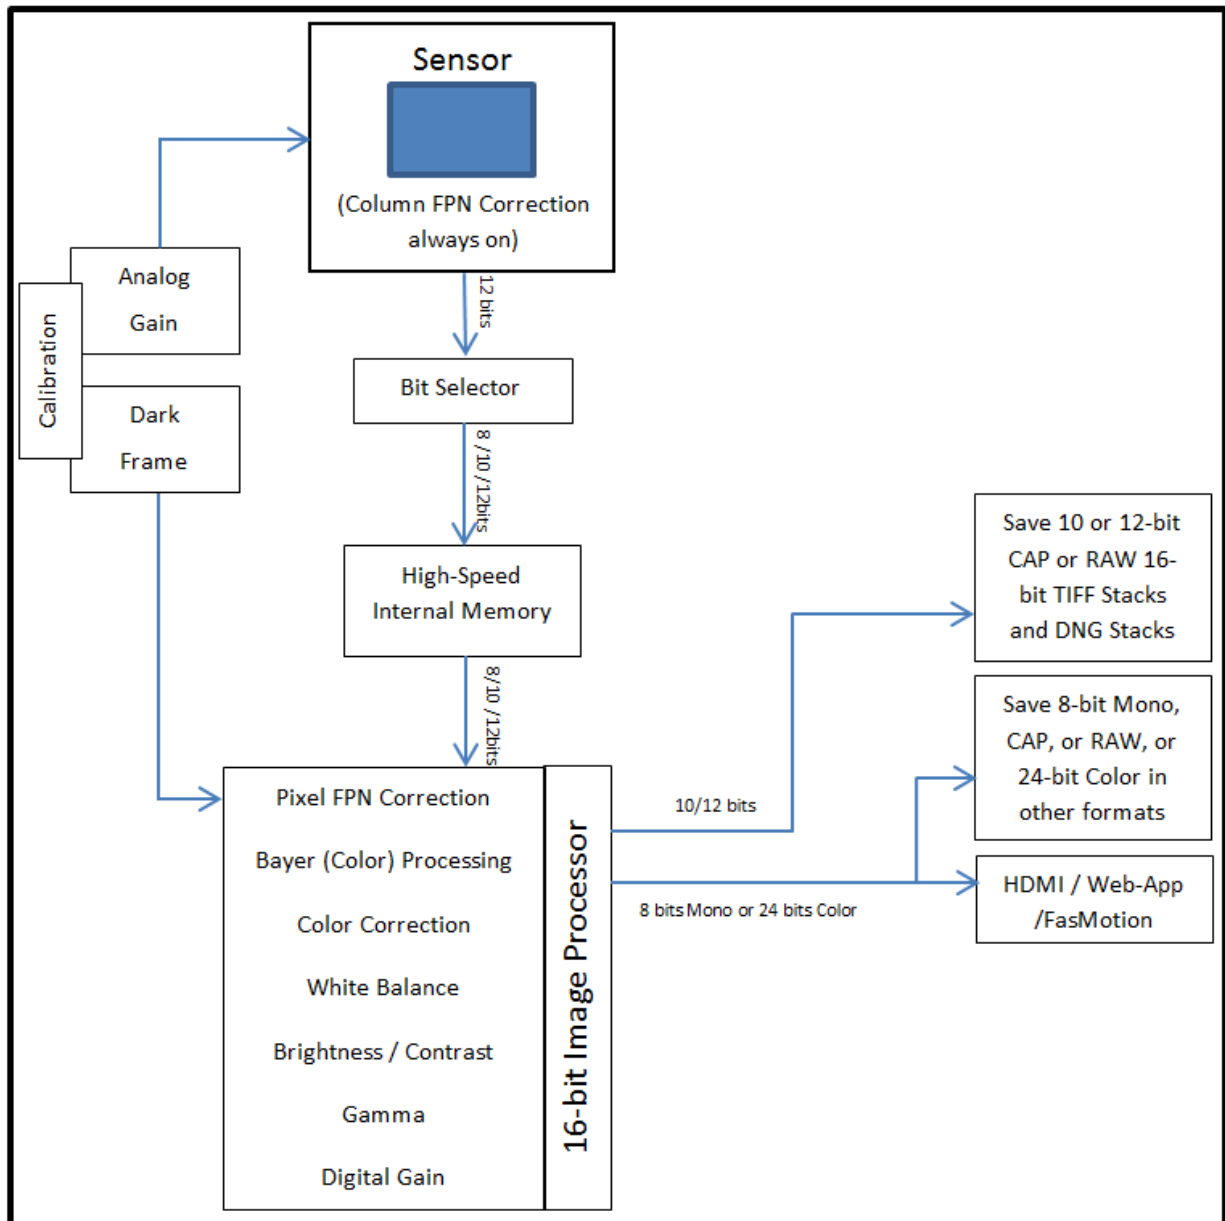 Sensor
(Column FPN Correction
always on)
Analog
Gain
Calibration
Dark
Frame
12 bits
Bit Selector
8 /10 /12bits
High-Speed
Internal Memory
8/10 /12bits
Pixel FPN Correction
Bayer (Color) Processing
Color Correction
White Balance
Brightness / Contrast
Gamma
Digital Gain
16-bit Image Processor
10/12 bits
8 bits Mono or 24 bits Color
Save 10 or 12-bit
CAP or RAW 16-
bit TIFF Stacks
and DNG Stacks
Save 8-bit Mono,
CAP, or RAW, or
24-bit Color in
other formats
HDMI / Web-App
/FasMotion